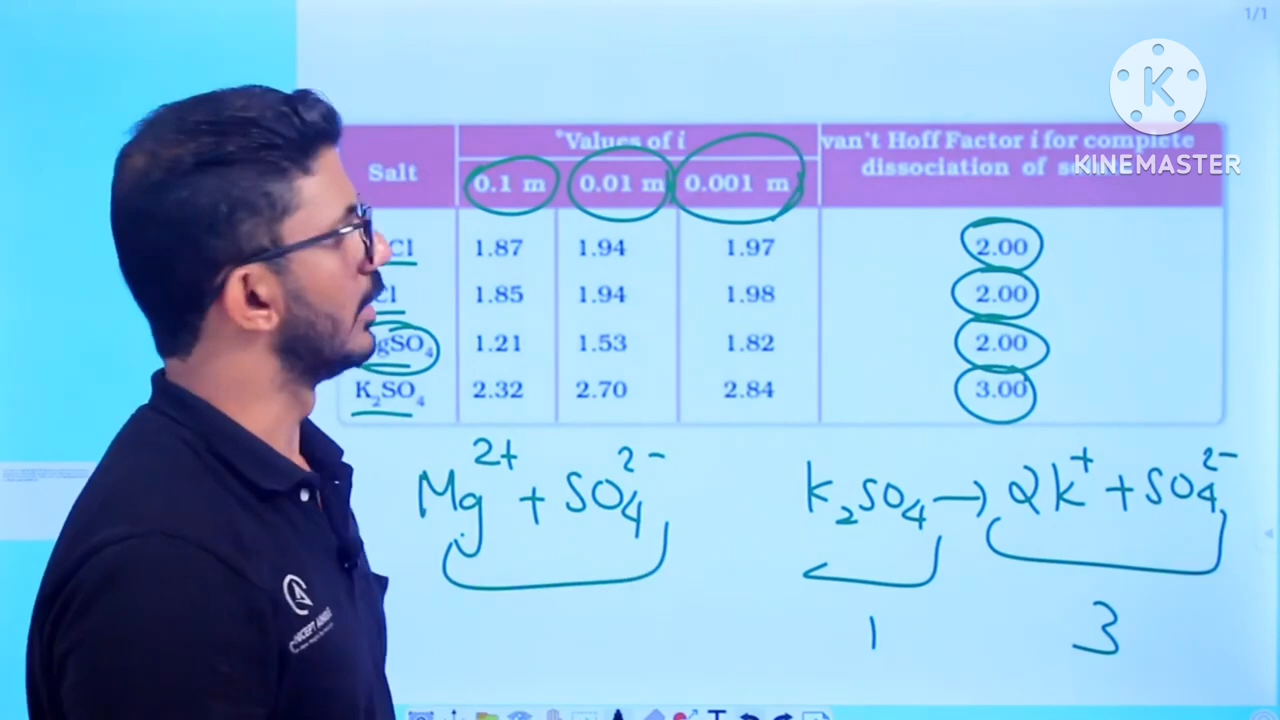 1/1
K
KINEMASTER
Salt
*Values of i
van't Hoff Factor i for complete
dissociation of
0.1 m 0.01 m 0.001 m
Cl 1.87 1.94 1.97 2.00
Cl 1.85 1.94 1.98 2.00
gSO₄ 1.21 1.53 1.82 2.00
K₂SO₄ 2.32 2.70 2.84 3.00
Mg²⁺ + SO₄²⁻
K₂SO₄ → 2K⁺ + SO₄²⁻
1 3